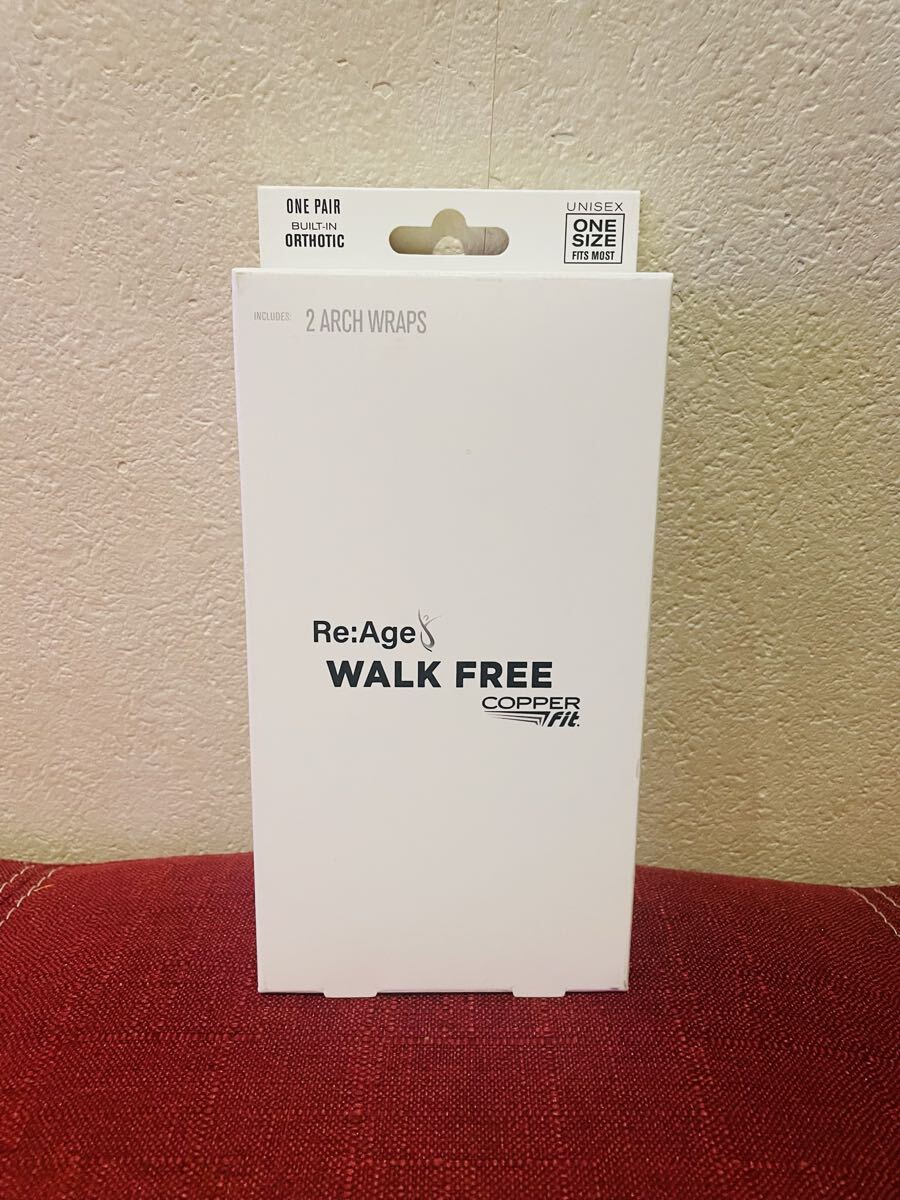 ONE PAIR
BUILT-IN
ORTHOTIC
UNISEX
ONE
SIZE
FITS MOST
INCLUDES: 2 ARCH WRAPS
Re:Age
WALK FREE
COPPER
Fit.